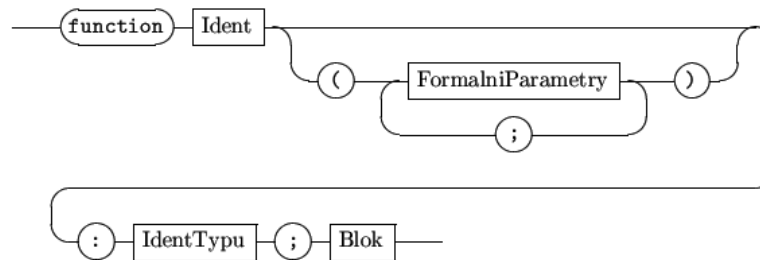 function Ident
( FormalniParametry )
;
: IdentTypu ; Blok